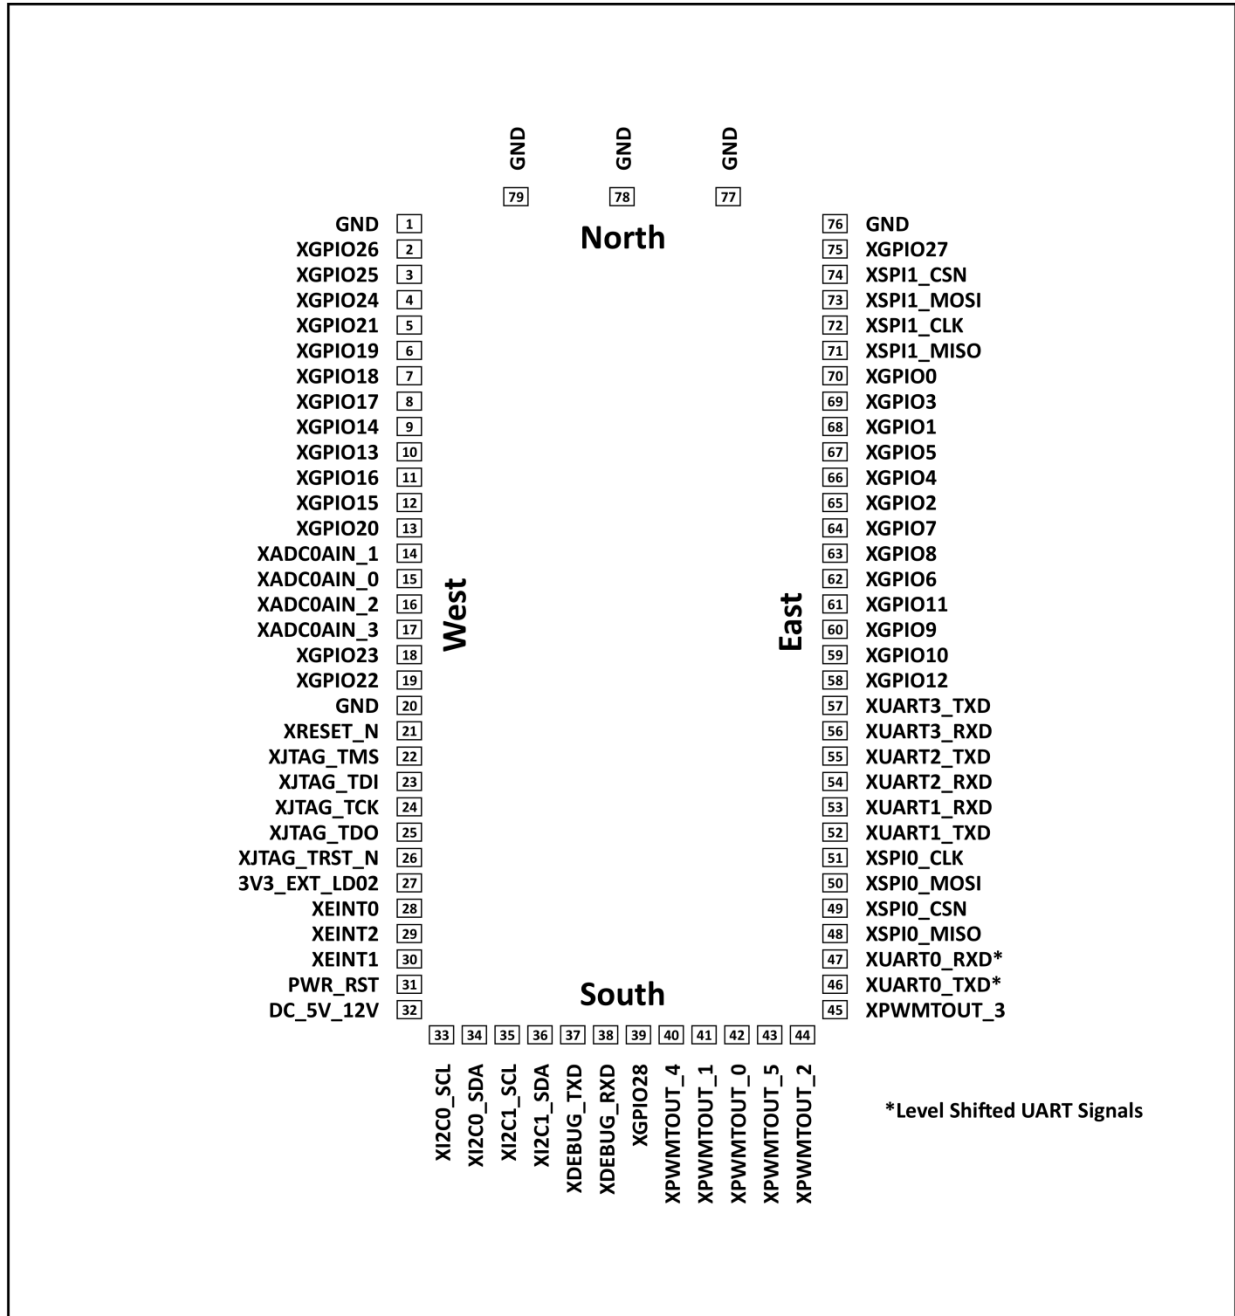 GND GND GND
79 78 77
North
GND 1 76 GND
XGPIO26 2 75 XGPIO27
XGPIO25 3 74 XSPI1_CSN
XGPIO24 4 73 XSPI1_MOSI
XGPIO21 5 72 XSPI1_CLK
XGPIO19 6 71 XSPI1_MISO
XGPIO18 7 70 XGPIO0
XGPIO17 8 69 XGPIO3
XGPIO14 9 68 XGPIO1
XGPIO13 10 67 XGPIO5
XGPIO16 11 66 XGPIO4
XGPIO15 12 65 XGPIO2
XGPIO20 13 64 XGPIO7
XADC0AIN_1 14 63 XGPIO8
XADC0AIN_0 15 62 XGPIO6
XADC0AIN_2 16 61 XGPIO11
XADC0AIN_3 17 60 XGPIO9
West East
XGPIO23 18 59 XGPIO10
XGPIO22 19 58 XGPIO12
GND 20 57 XUART3_TXD
XRESET_N 21 56 XUART3_RXD
XJTAG_TMS 22 55 XUART2_TXD
XJTAG_TDI 23 54 XUART2_RXD
XJTAG_TCK 24 53 XUART1_RXD
XJTAG_TDO 25 52 XUART1_TXD
XJTAG_TRST_N 26 51 XSPI0_CLK
3V3_EXT_LD02 27 50 XSPI0_MOSI
XEINT0 28 49 XSPI0_CSN
XEINT2 29 48 XSPI0_MISO
XEINT1 30 47 XUART0_RXD*
PWR_RST 31 46 XUART0_TXD*
DC_5V_12V 32 45 XPWMTOUT_3
South
33 34 35 36 37 38 39 40 41 42 43 44
XI2C0_SCL XI2C0_SDA XI2C1_SCL XI2C1_SDA XDEBUG_TXD XDEBUG_RXD XGPIO28 XPWMTOUT_4 XPWMTOUT_1 XPWMTOUT_0 XPWMTOUT_5 XPWMTOUT_2
*Level Shifted UART Signals